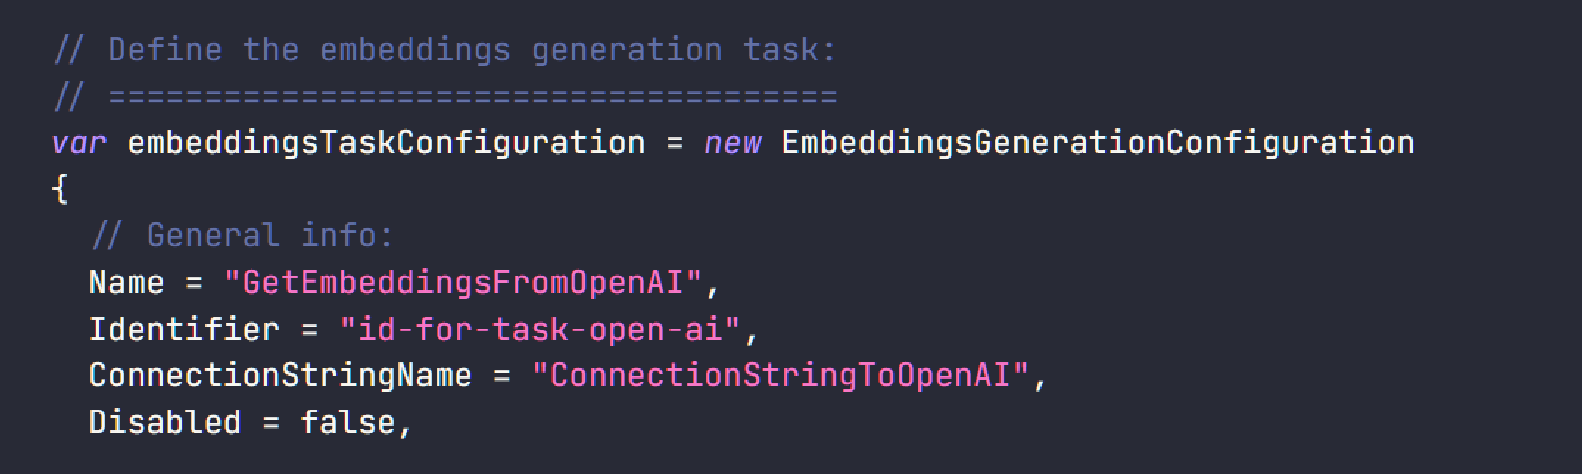 // Define the embeddings generation task:
// ======================================
var embeddingsTaskConfiguration = new EmbeddingsGenerationConfiguration
{
  // General info:
  Name = "GetEmbeddingsFromOpenAI",
  Identifier = "id-for-task-open-ai",
  ConnectionStringName = "ConnectionStringToOpenAI",
  Disabled = false,